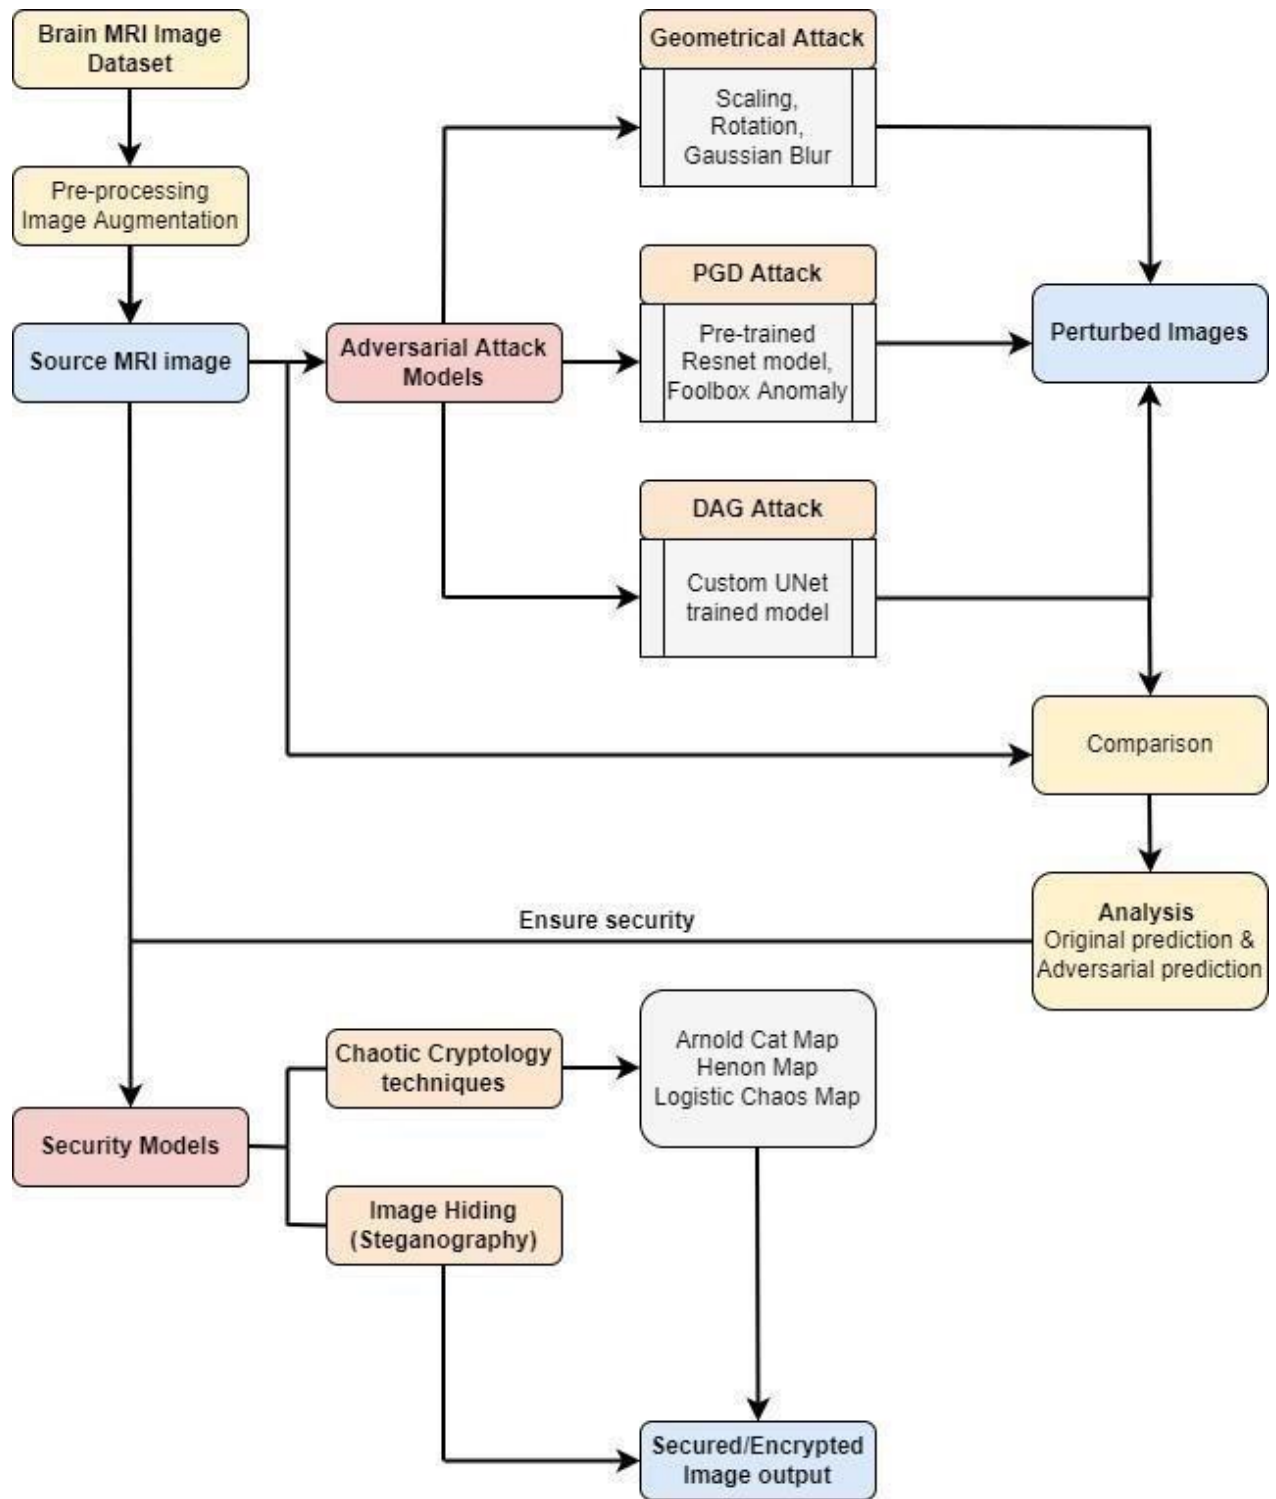 Brain MRI Image
Dataset
Pre-processing
Image Augmentation
Source MRI image
Adversarial Attack
Models
Geometrical Attack
Scaling,
Rotation,
Gaussian Blur
PGD Attack
Pre-trained
Resnet model,
Foolbox Anomaly
DAG Attack
Custom UNet
trained model
Perturbed Images
Comparison
Analysis
Original prediction &
Adversarial prediction
Ensure security
Security Models
Chaotic Cryptology
techniques
Arnold Cat Map
Henon Map
Logistic Chaos Map
Image Hiding
(Steganography)
Secured/Encrypted
Image output